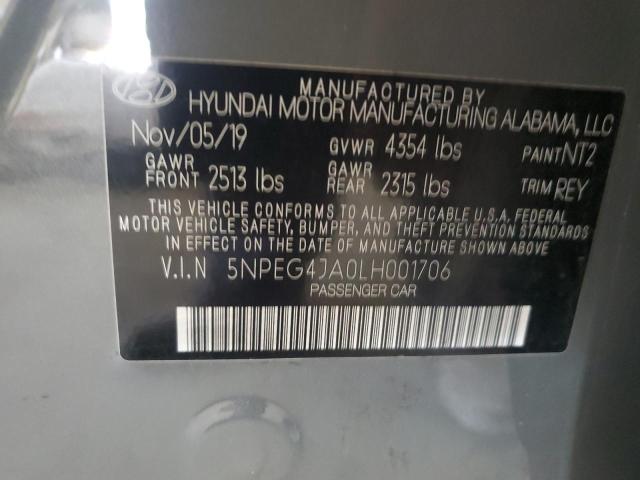 MANUFACTURED BY
HYUNDAI MOTOR MANUFACTURING ALABAMA, LLC
Nov/05/19 GVWR 4354 lbs PAINT NT2
GAWR FRONT 2513 lbs GAWR REAR 2315 lbs TRIM REY
THIS VEHICLE CONFORMS TO ALL APPLICABLE U.S.A. FEDERAL
MOTOR VEHICLE SAFETY, BUMPER, AND THEFT PREVENTION STANDARDS
IN EFFECT ON THE DATE OF MANUFACTURE SHOWN ABOVE.
V.I.N 5NPEG4JA0LH001706
PASSENGER CAR